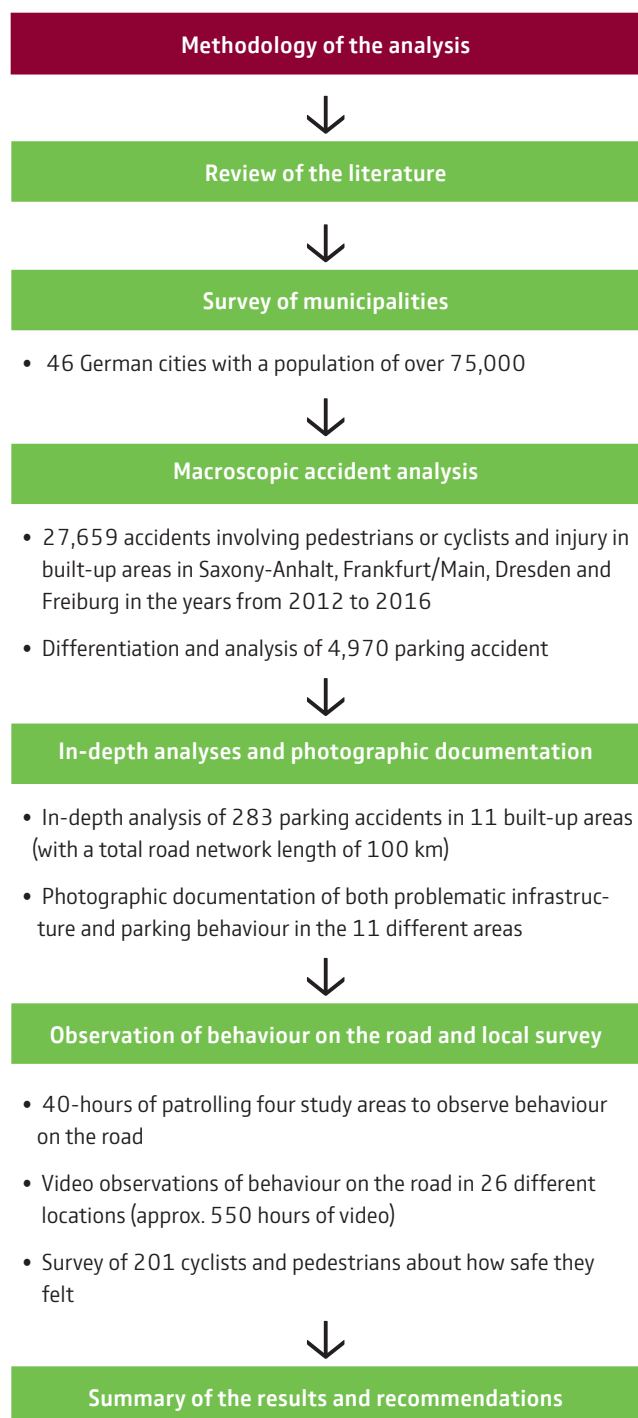 Methodology of the analysis
Review of the literature
Survey of municipalities
• 46 German cities with a population of over 75,000
Macroscopic accident analysis
• 27,659 accidents involving pedestrians or cyclists and injury in
built-up areas in Saxony-Anhalt, Frankfurt/Main, Dresden and
Freiburg in the years from 2012 to 2016
• Differentiation and analysis of 4,970 parking accident
In-depth analyses and photographic documentation
• In-depth analysis of 283 parking accidents in 11 built-up areas
(with a total road network length of 100 km)
• Photographic documentation of both problematic infrastruc-
ture and parking behaviour in the 11 different areas
Observation of behaviour on the road and local survey
• 40-hours of patrolling four study areas to observe behaviour
on the road
• Video observations of behaviour on the road in 26 different
locations (approx. 550 hours of video)
• Survey of 201 cyclists and pedestrians about how safe they
felt
Summary of the results and recommendations